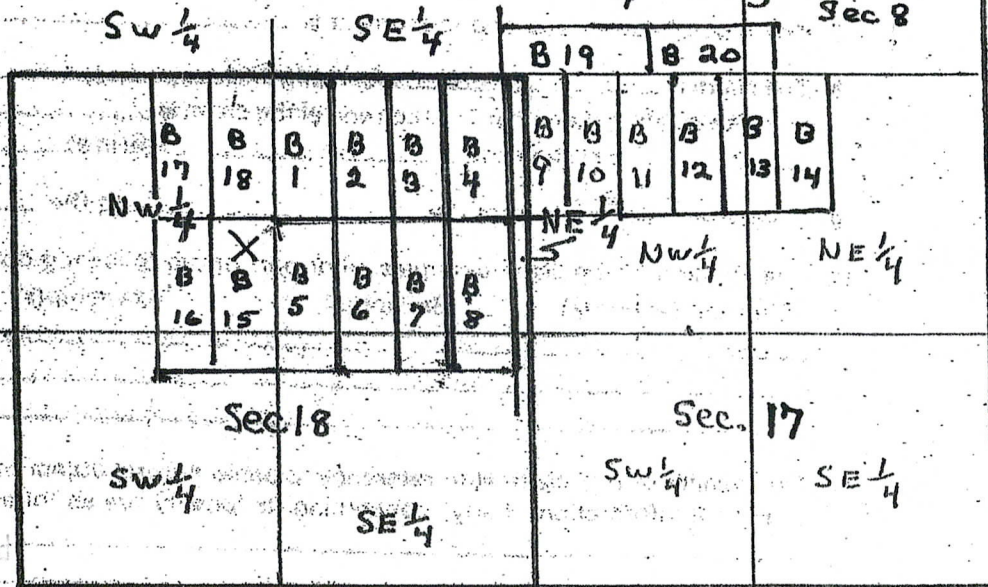 Sec 8
SW 1/4 SE 1/4
B 19 B 20
B 17 B 18 B 1 B 2 B 3 B 4 B 9 B 10 B 11 B 12 B 13 B 14
NW 1/4 NE 1/4 NW 1/4 NE 1/4
X
B 16 B 15 B 5 B 6 B 7 B 8
Sec 18 Sec. 17
SW 1/4 SE 1/4 SW 1/4 SE 1/4